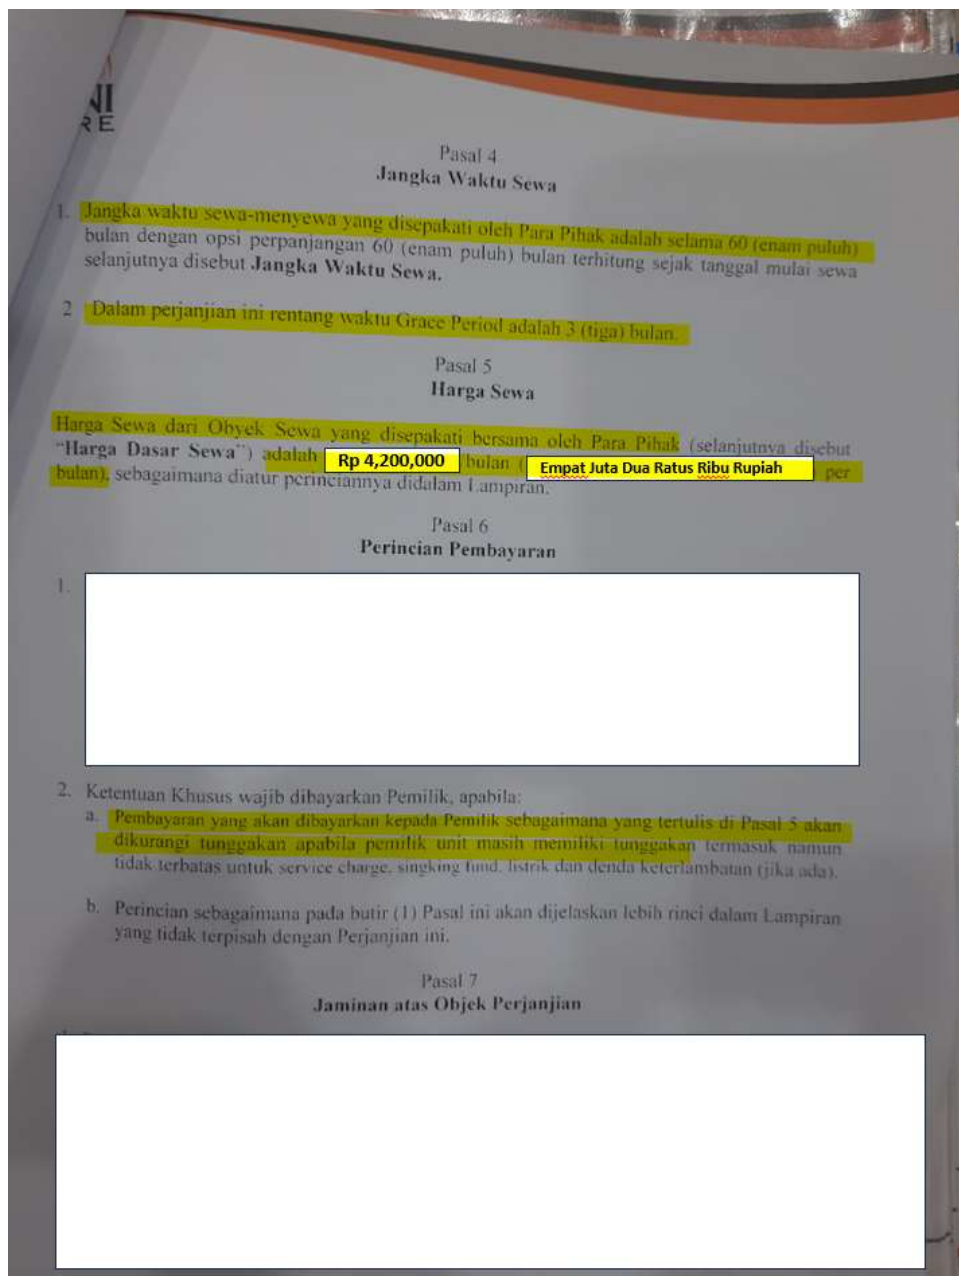 NI
RE
Pasal 4
Jangka Waktu Sewa
1. Jangka waktu sewa-menyewa yang disepakati oleh Para Pihak adalah selama 60 (enam puluh)
bulan dengan opsi perpanjangan 60 (enam puluh) bulan terhitung sejak tanggal mulai sewa
selanjutnya disebut Jangka Waktu Sewa.
2 Dalam perjanjian ini rentang waktu Grace Period adalah 3 (tiga) bulan.
Pasal 5
Harga Sewa
Harga Sewa dari Obyek Sewa yang disepakati bersama oleh Para Pihak (selanjutnya disebut
"Harga Dasar Sewa") adalah Rp 4,200,000 bulan ( Empat Juta Dua Ratus Ribu Rupiah per
bulan), sebagaimana diatur perinciannya didalam Lampiran.
Pasal 6
Perincian Pembayaran
1.
2. Ketentuan Khusus wajib dibayarkan Pemilik, apabila:
a. Pembayaran yang akan dibayarkan kepada Pemilik sebagaimana yang tertulis di Pasal 5 akan
dikurangi tunggakan apabila pemilik unit masih memiliki tunggakan termasuk namun
tidak terbatas untuk service charge, singking fund, listrik dan denda keterlambatan (jika ada).
b. Perincian sebagaimana pada butir (1) Pasal ini akan dijelaskan lebih rinci dalam Lampiran
yang tidak terpisah dengan Perjanjian ini.
Pasal 7
Jaminan atas Objek Perjanjian